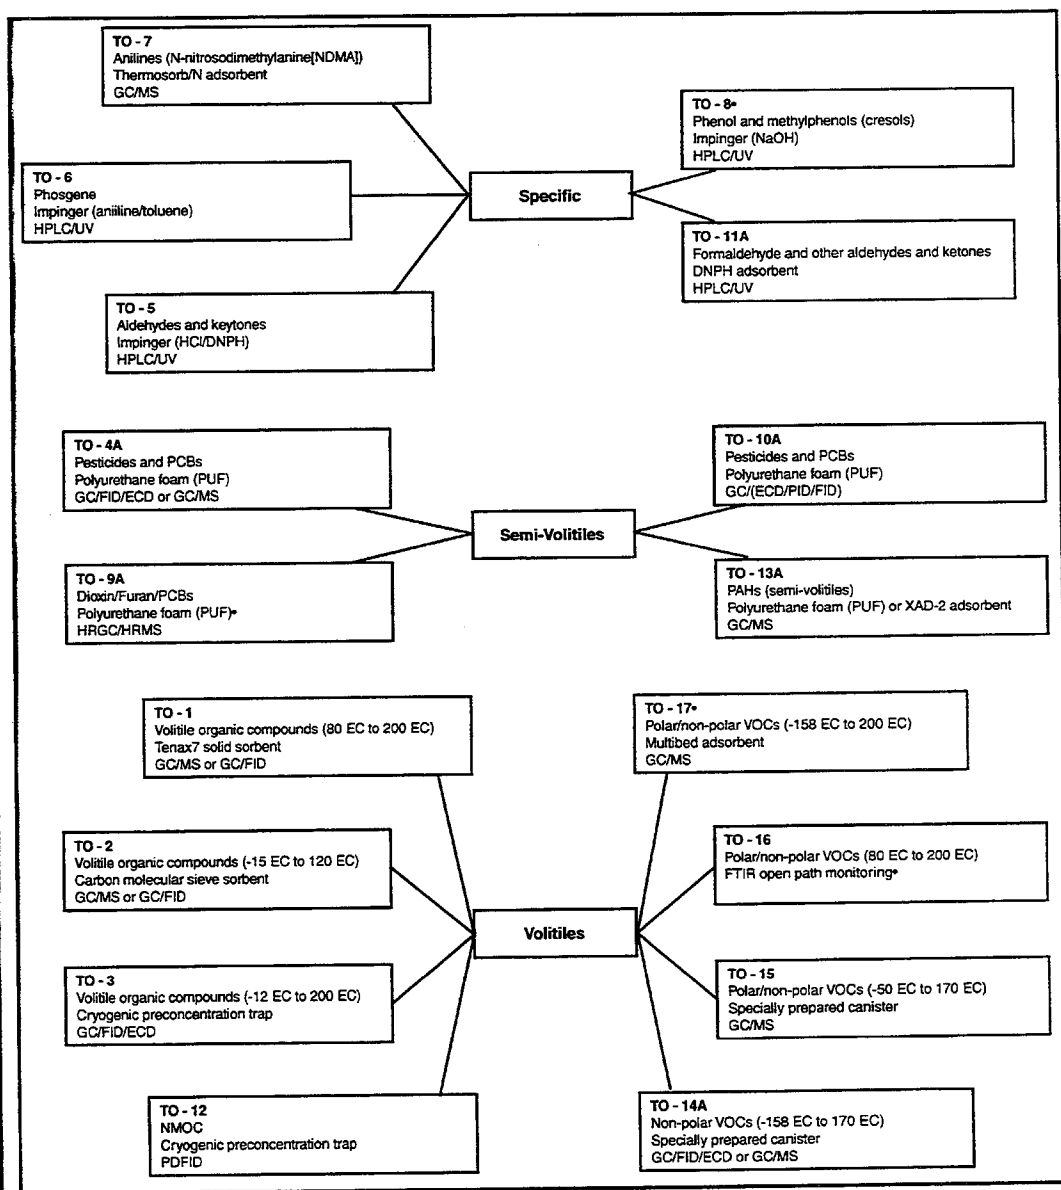 TO - 7
Anilines (N-nitrosodimethylanine[NDMA])
Thermosorb/N adsorbent
GC/MS
TO - 8•
Phenol and methylphenols (cresols)
Impinger (NaOH)
HPLC/UV
TO - 6
Phosgene
Impinger (aniiline/toluene)
HPLC/UV
Specific
TO - 11A
Formaldehyde and other aldehydes and ketones
DNPH adsorbent
HPLC/UV
TO - 5
Aldehydes and keytones
Impinger (HCl/DNPH)
HPLC/UV
TO - 4A
Pesticides and PCBs
Polyurethane foam (PUF)
GC/FID/ECD or GC/MS
TO - 10A
Pesticides and PCBs
Polyurethane foam (PUF)
GC/(ECD/PID/FID)
Semi-Volitiles
TO - 9A
Dioxin/Furan/PCBs
Polyurethane foam (PUF)•
HRGC/HRMS
TO - 13A
PAHs (semi-volitiles)
Polyurethane foam (PUF) or XAD-2 adsorbent
GC/MS
TO - 1
Volitile organic compounds (80 EC to 200 EC)
Tenax7 solid sorbent
GC/MS or GC/FID
TO - 17•
Polar/non-polar VOCs (-158 EC to 200 EC)
Multibed adsorbent
GC/MS
TO - 2
Volitile organic compounds (-15 EC to 120 EC)
Carbon molecular sieve sorbent
GC/MS or GC/FID
TO - 16
Polar/non-polar VOCs (80 EC to 200 EC)
FTIR open path monitoring•
Volitiles
TO - 3
Volitile organic compounds (-12 EC to 200 EC)
Cryogenic preconcentration trap
GC/FID/ECD
TO - 15
Polar/non-polar VOCs (-50 EC to 170 EC)
Specially prepared canister
GC/MS
TO - 12
NMOC
Cryogenic preconcentration trap
PDFID
TO - 14A
Non-polar VOCs (-158 EC to 170 EC)
Specially prepared canister
GC/FID/ECD or GC/MS